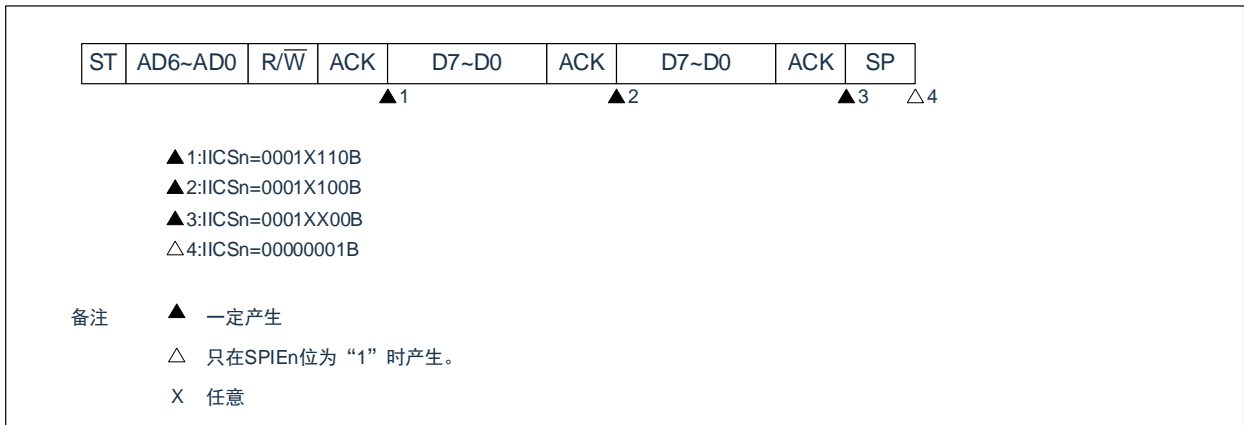 ST AD6~AD0 R/W̅ ACK D7~D0 ACK D7~D0 ACK SP
▲1 ▲2 ▲3 △4
▲1:IICSn=0001X110B
▲2:IICSn=0001X100B
▲3:IICSn=0001XX00B
△4:IICSn=00000001B
备注 ▲ 一定产生
△ 只在SPIEn位为“1”时产生。
X 任意